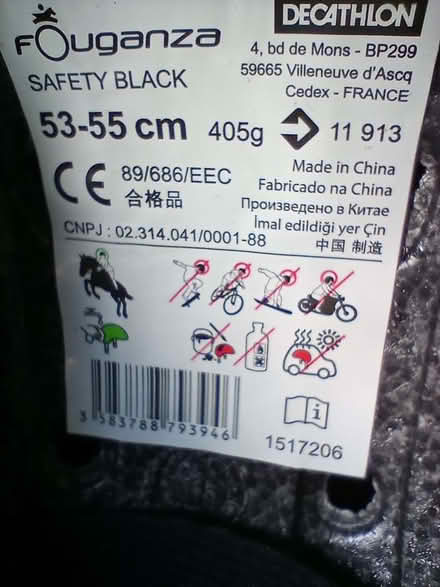 DECATHLON
FOuganza
4, bd de Mons - BP299
59665 Villeneuve d'Ascq
Cedex - FRANCE
SAFETY BLACK
53-55 cm 405g 11 913
CE 89/686/EEC
合格品
Made in China
Fabricado na China
Произведено в Китае
İmal edildiği yer Çin
中国 制造
CNPJ : 02.314.041/0001-88
3 583788 793946
i
1517206